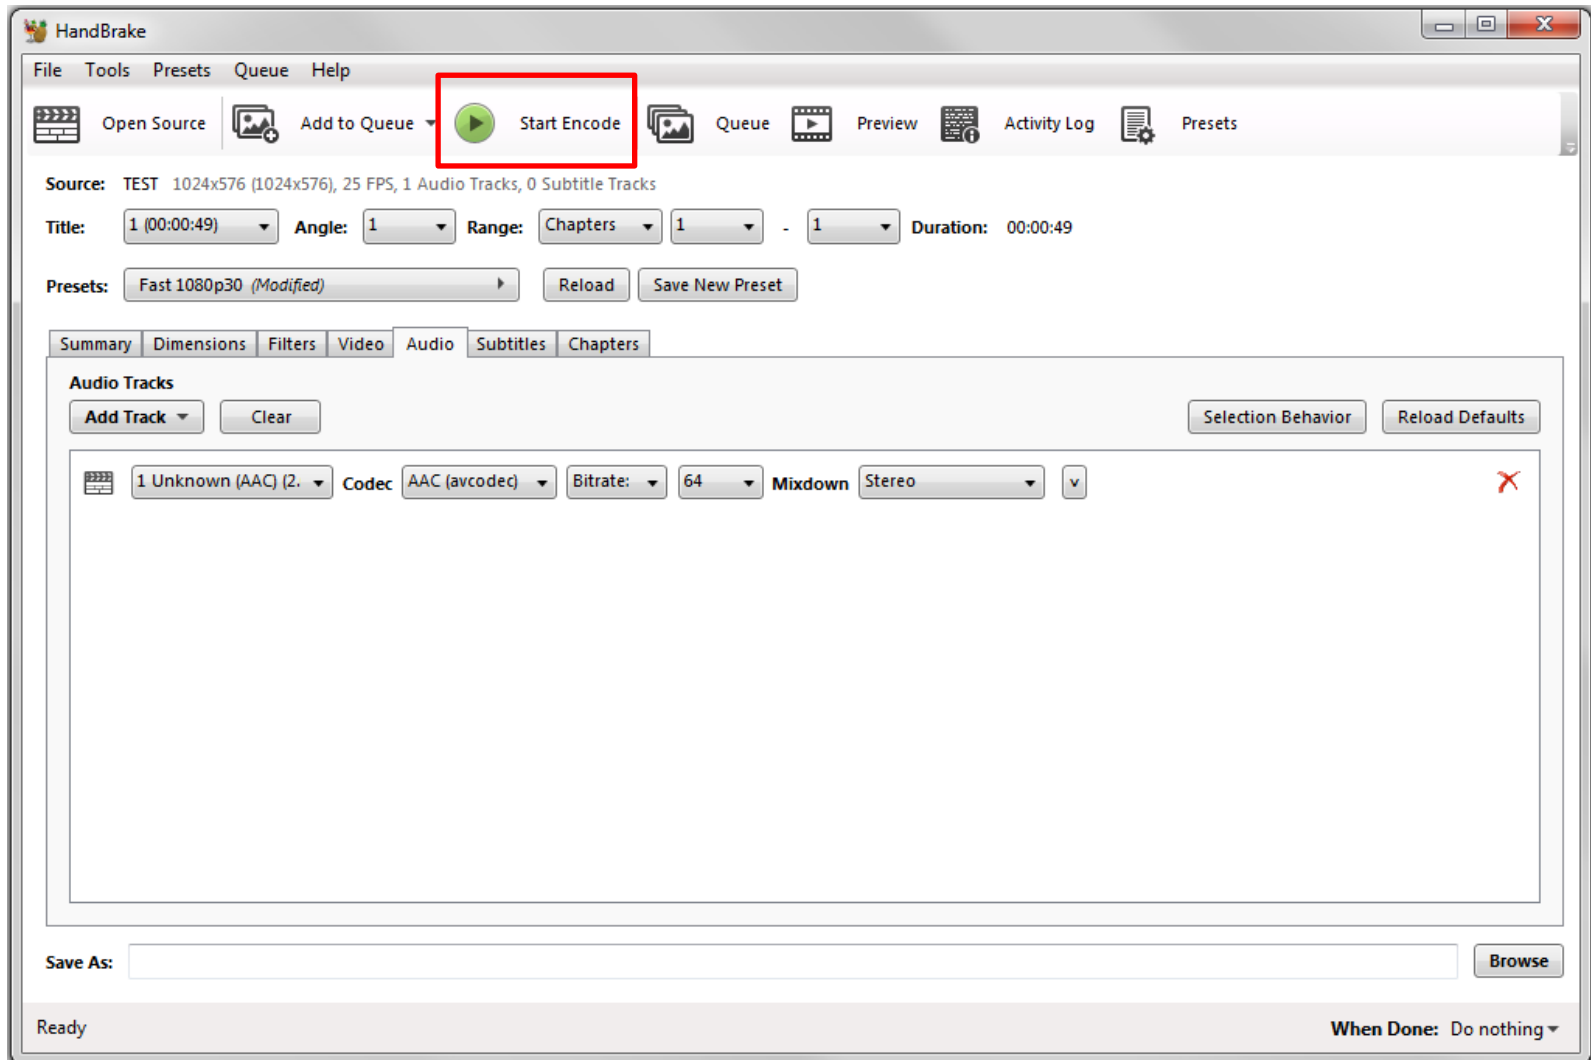 HandBrake
File Tools Presets Queue Help
Open Source Add to Queue Start Encode Queue Preview Activity Log Presets
Source: TEST 1024x576 (1024x576), 25 FPS, 1 Audio Tracks, 0 Subtitle Tracks
Title: 1 (00:00:49) Angle: 1 Range: Chapters 1 - 1 Duration: 00:00:49
Presets: Fast 1080p30 (Modified) Reload Save New Preset
Summary Dimensions Filters Video Audio Subtitles Chapters
Audio Tracks
Add Track Clear Selection Behavior Reload Defaults
1 Unknown (AAC) (2. Codec AAC (avcodec) Bitrate: 64 Mixdown Stereo v
Save As: Browse
Ready When Done: Do nothing